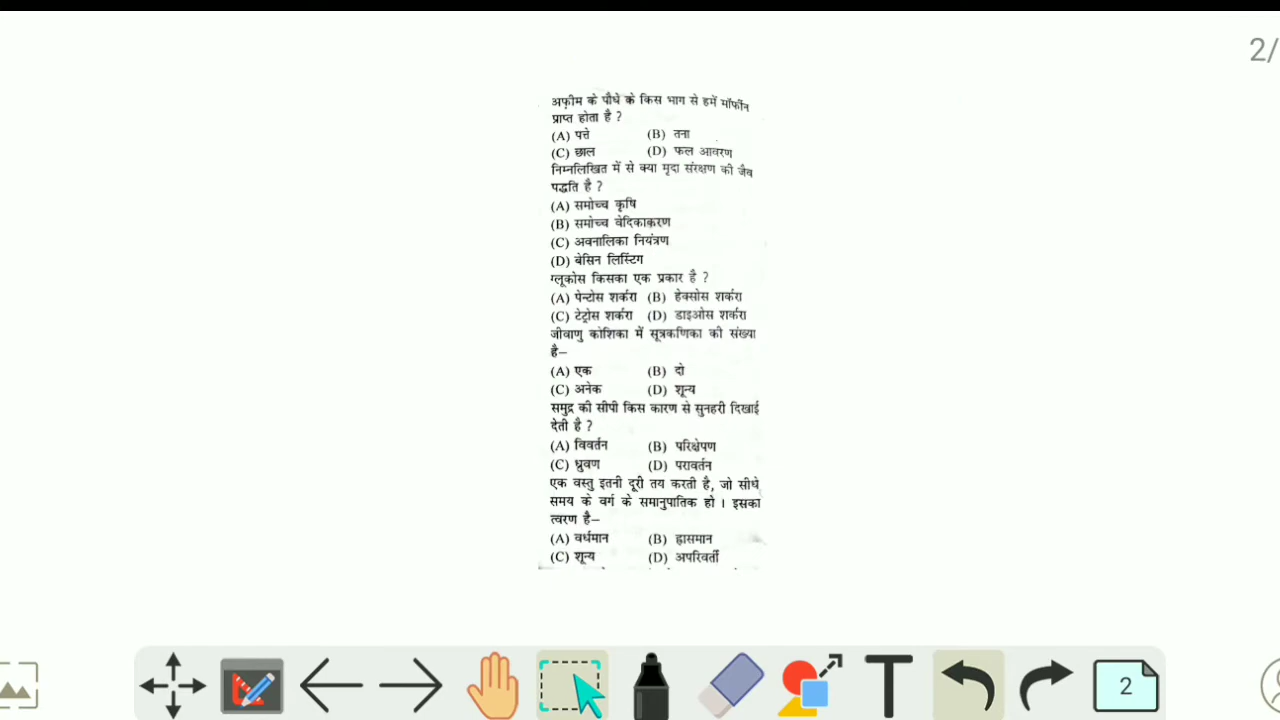 2/
अफीम के पौधे के किस भाग से हमें मॉर्फीन
प्राप्त होता है ?
(A) पत्ते (B) तना
(C) छाल (D) फल आवरण
निम्नलिखित में से क्या मृदा संरक्षण की जैव
पद्धति है ?
(A) समोच्च कृषि
(B) समोच्च वेदिकाकरण
(C) अवनालिका नियंत्रण
(D) बेसिन लिस्टिंग
ग्लूकोस किसका एक प्रकार है ?
(A) पेन्टोस शर्करा (B) हेक्सोस शर्करा
(C) टेट्रोस शर्करा (D) डाइओस शर्करा
जीवाणु कोशिका में सूत्रकणिका की संख्या
है–
(A) एक (B) दो
(C) अनेक (D) शून्य
समुद्र की सीपी किस कारण से सुनहरी दिखाई
देती है ?
(A) विवर्तन (B) परिक्षेपण
(C) ध्रुवण (D) परावर्तन
एक वस्तु इतनी दूरी तय करती है, जो सीधे
समय के वर्ग के समानुपातिक हो । इसका
त्वरण है–
(A) वर्धमान (B) ह्रासमान
(C) शून्य (D) अपरिवर्ती
T
2